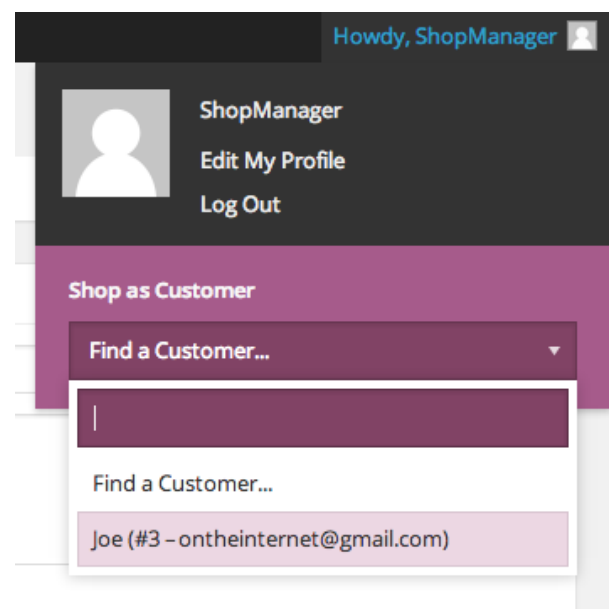 Howdy, ShopManager
ShopManager
Edit My Profile
Log Out
Shop as Customer
Find a Customer...
Find a Customer...
Joe (#3 – ontheinternet@gmail.com)